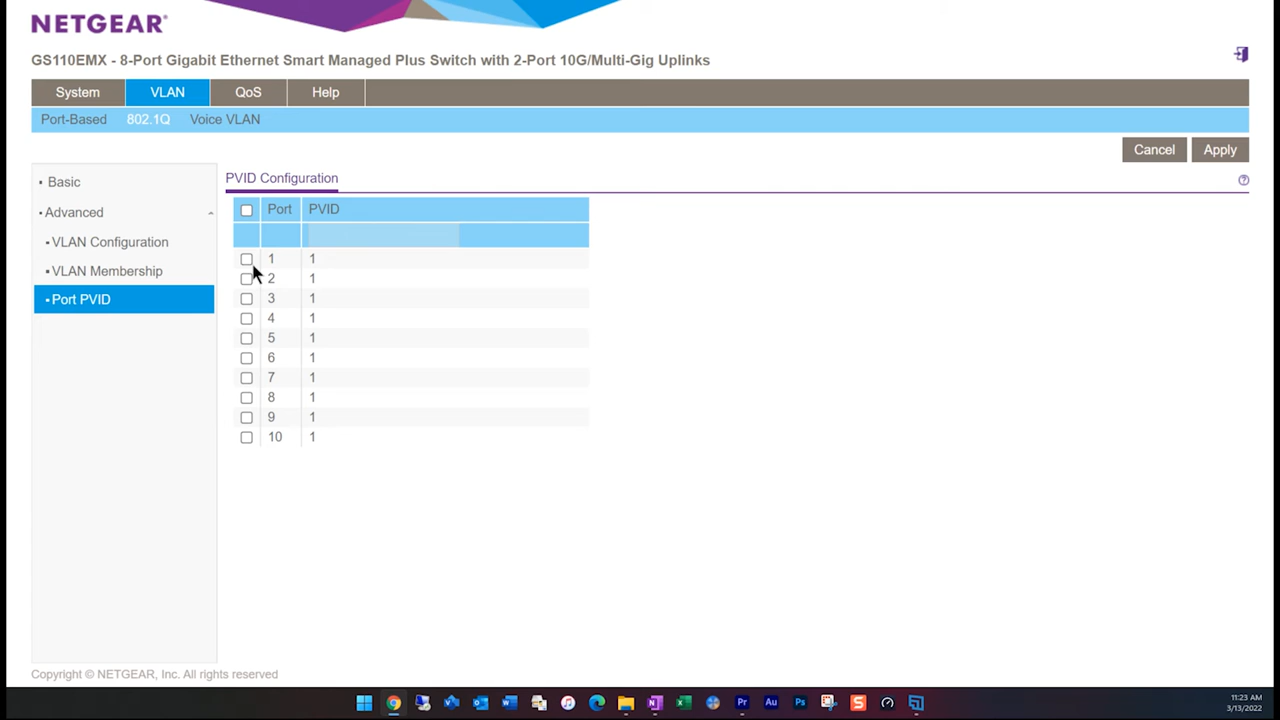 NETGEAR®
GS110EMX - 8-Port Gigabit Ethernet Smart Managed Plus Switch with 2-Port 10G/Multi-Gig Uplinks
System VLAN QoS Help
Port-Based 802.1Q Voice VLAN
Cancel Apply
Basic
Advanced
VLAN Configuration
VLAN Membership
Port PVID
PVID Configuration
Port PVID
1 1
2 1
3 1
4 1
5 1
6 1
7 1
8 1
9 1
10 1
Copyright © NETGEAR, Inc. All rights reserved
11:23 AM
3/13/2022